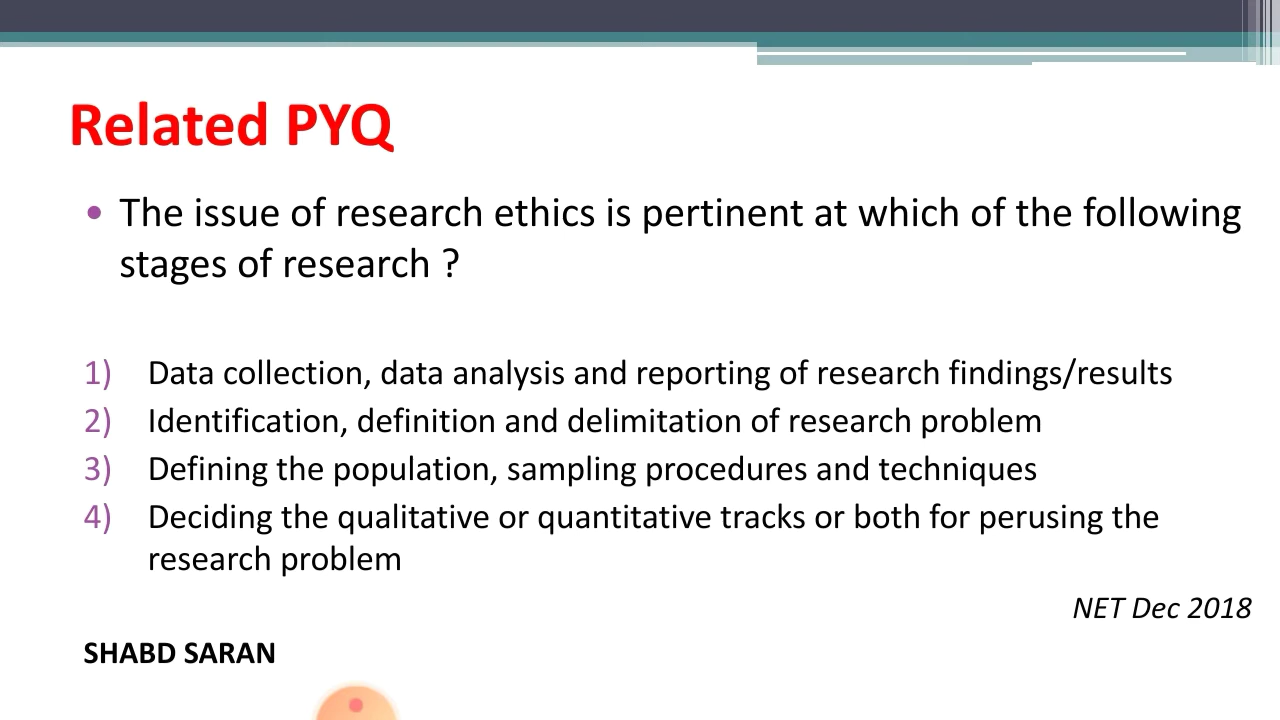 Related PYQ
• The issue of research ethics is pertinent at which of the following
stages of research ?
1) Data collection, data analysis and reporting of research findings/results
2) Identification, definition and delimitation of research problem
3) Defining the population, sampling procedures and techniques
4) Deciding the qualitative or quantitative tracks or both for perusing the
research problem
NET Dec 2018
SHABD SARAN